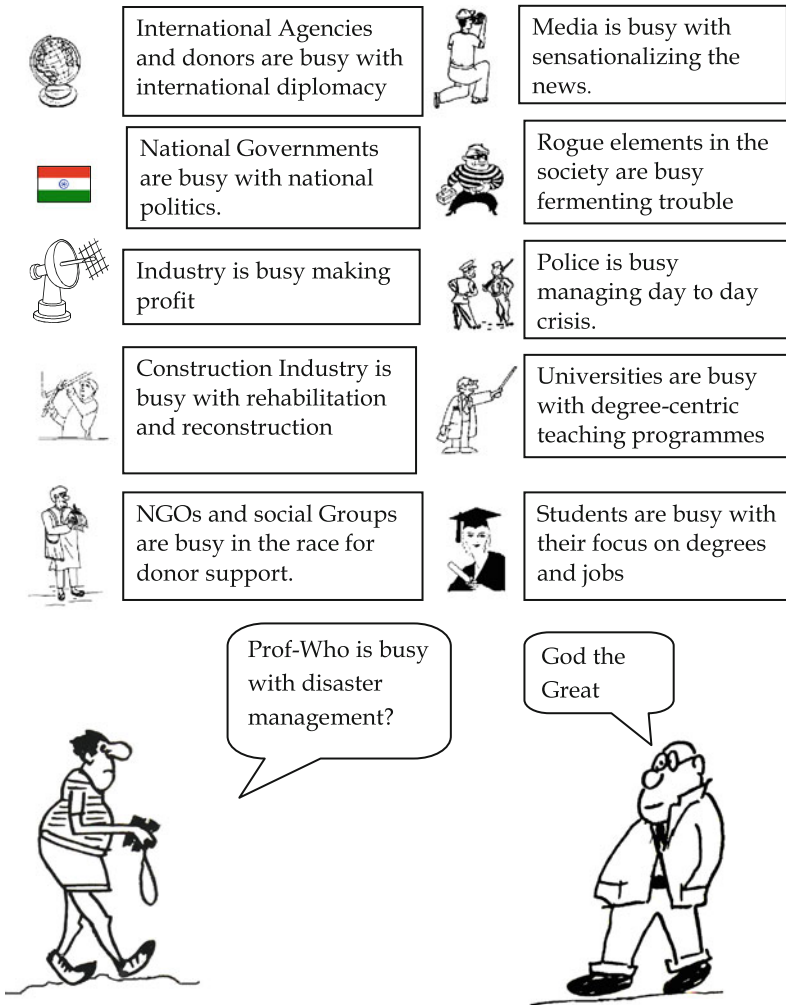 International Agencies
and donors are busy with
international diplomacy
Media is busy with
sensationalizing the
news.
National Governments
are busy with national
politics.
Rogue elements in the
society are busy
fermenting trouble
Industry is busy making
profit
Police is busy
managing day to day
crisis.
Construction Industry is
busy with rehabilitation
and reconstruction
Universities are busy
with degree-centric
teaching programmes
NGOs and social Groups
are busy in the race for
donor support.
Students are busy with
their focus on degrees
and jobs
Prof-Who is busy
with disaster
management?
God the
Great